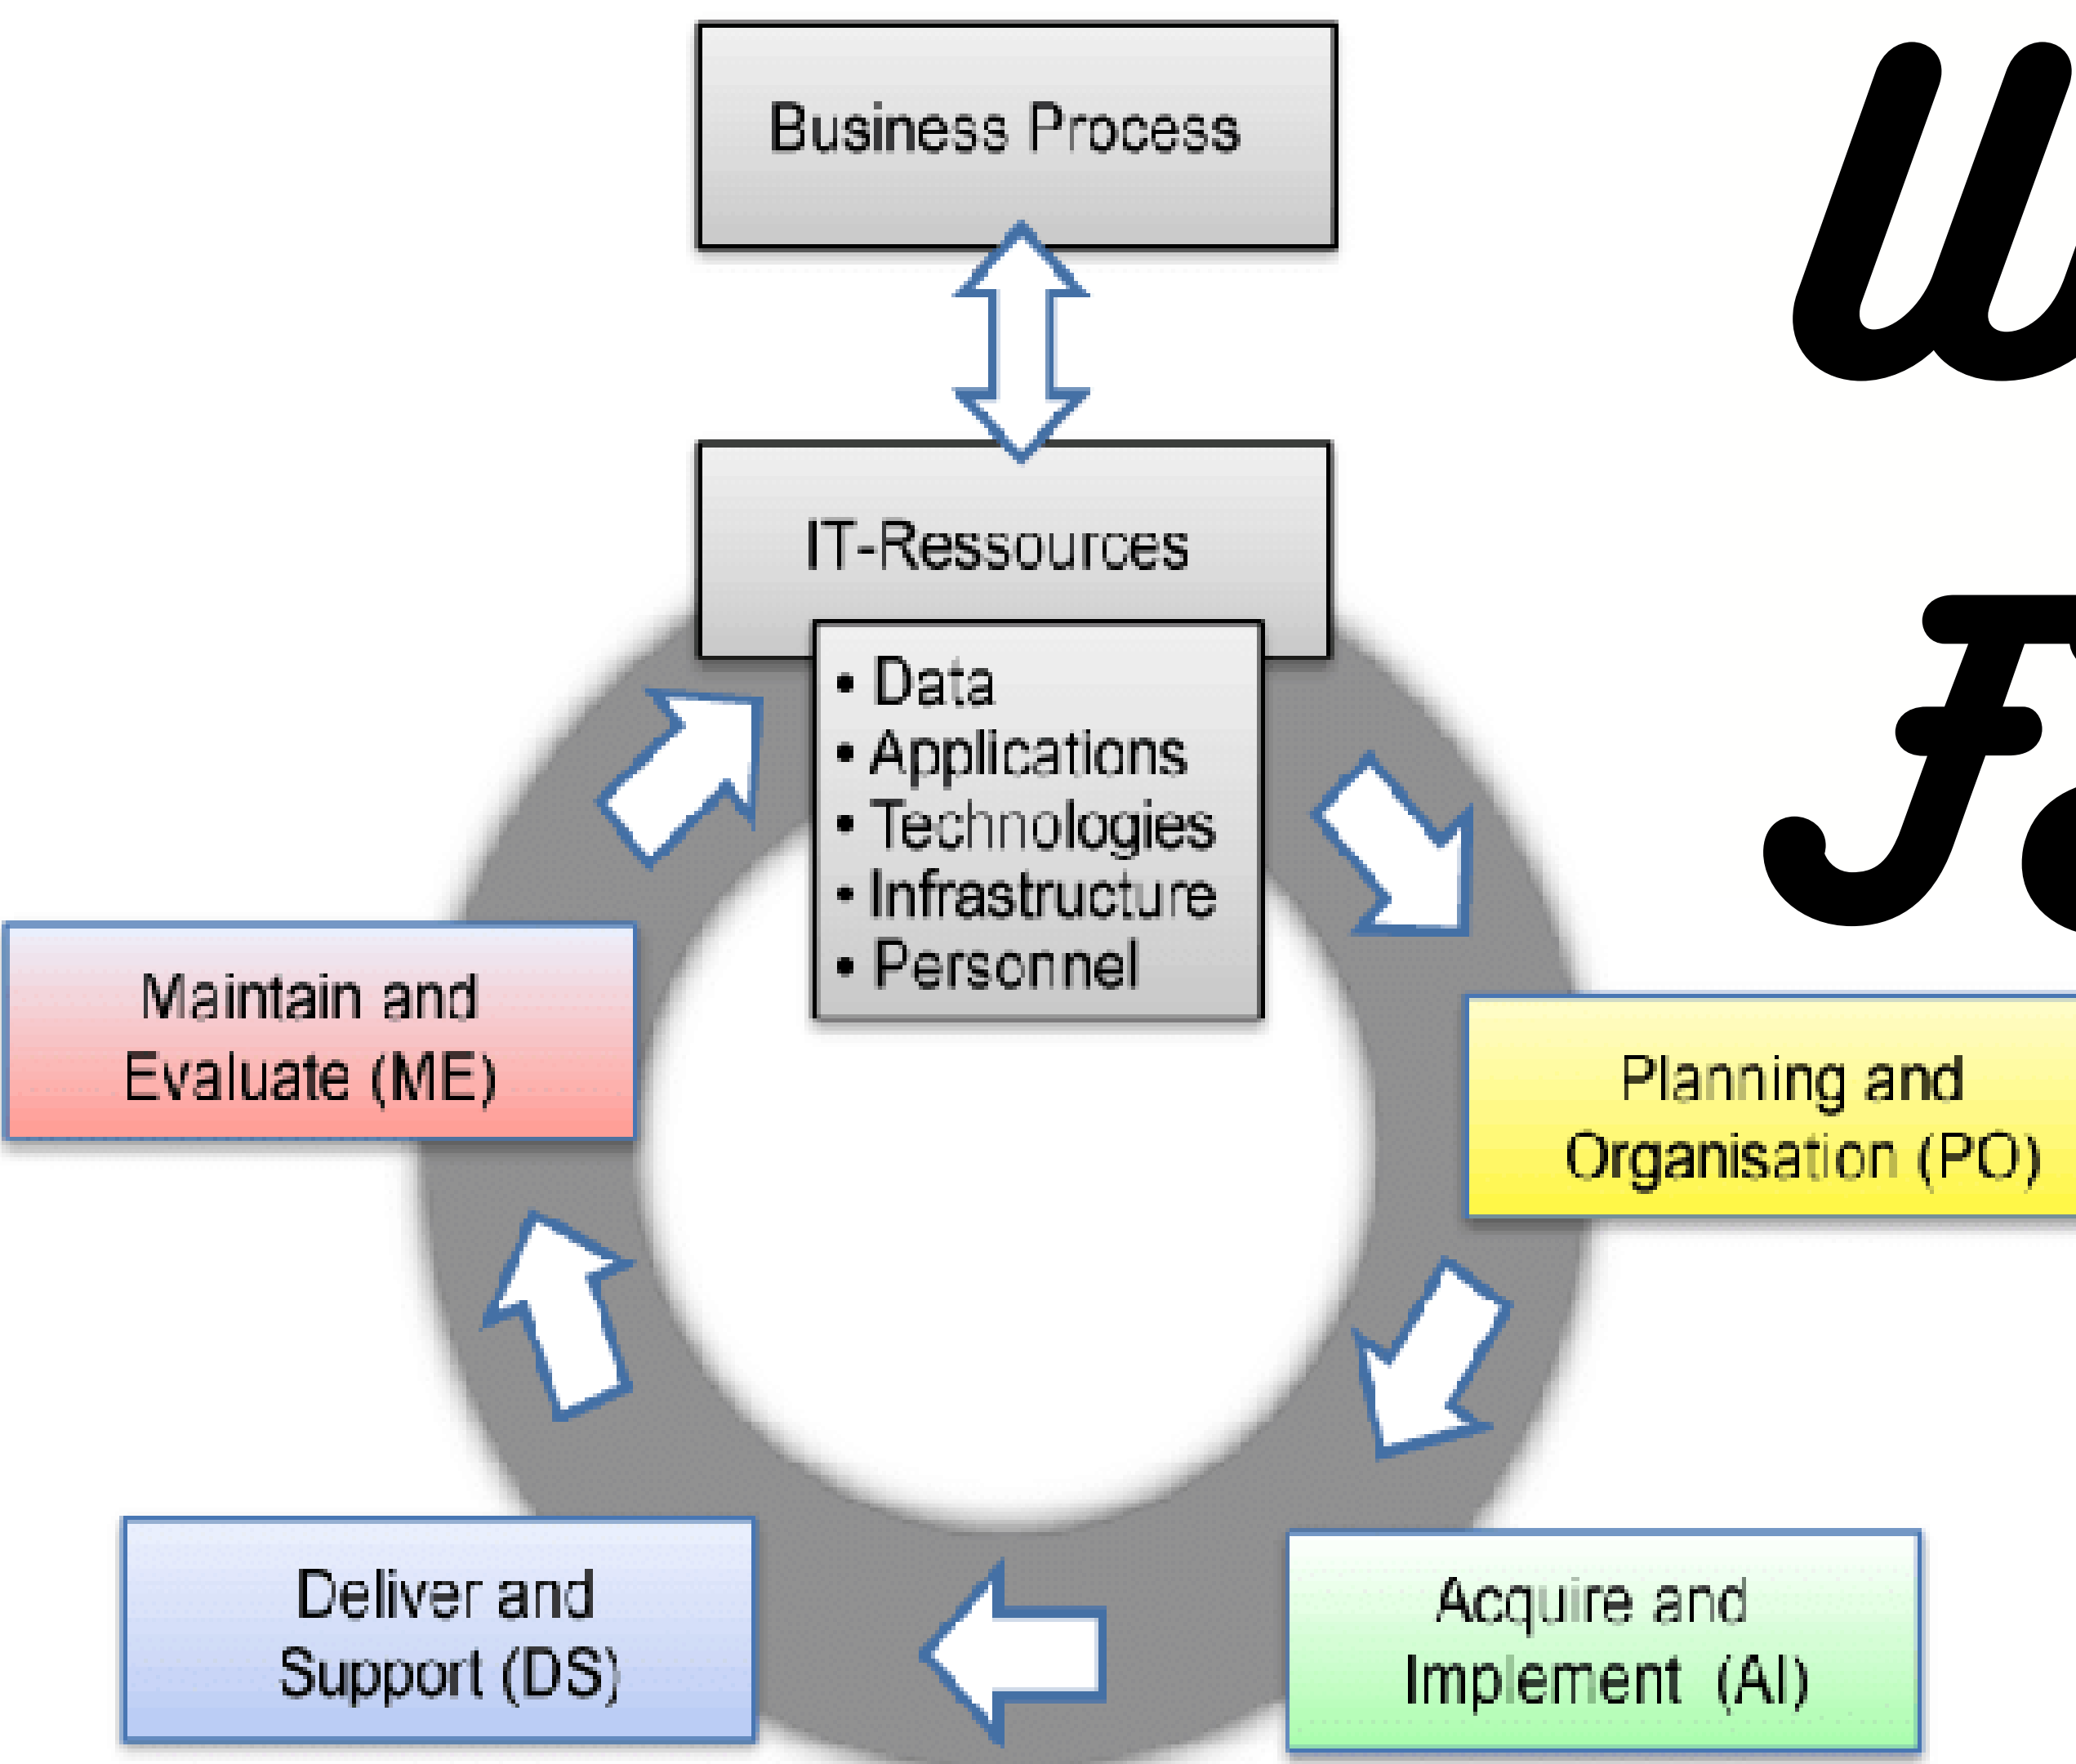 Business Process
IT-Ressources
• Data
• Applications
• Technologies
• Infrastructure
• Personnel
Maintain and
Evaluate (ME)
Planning and
Organisation (PO)
Deliver and
Support (DS)
Acquire and
Implement (AI)